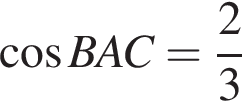 cos BAC = 2/3